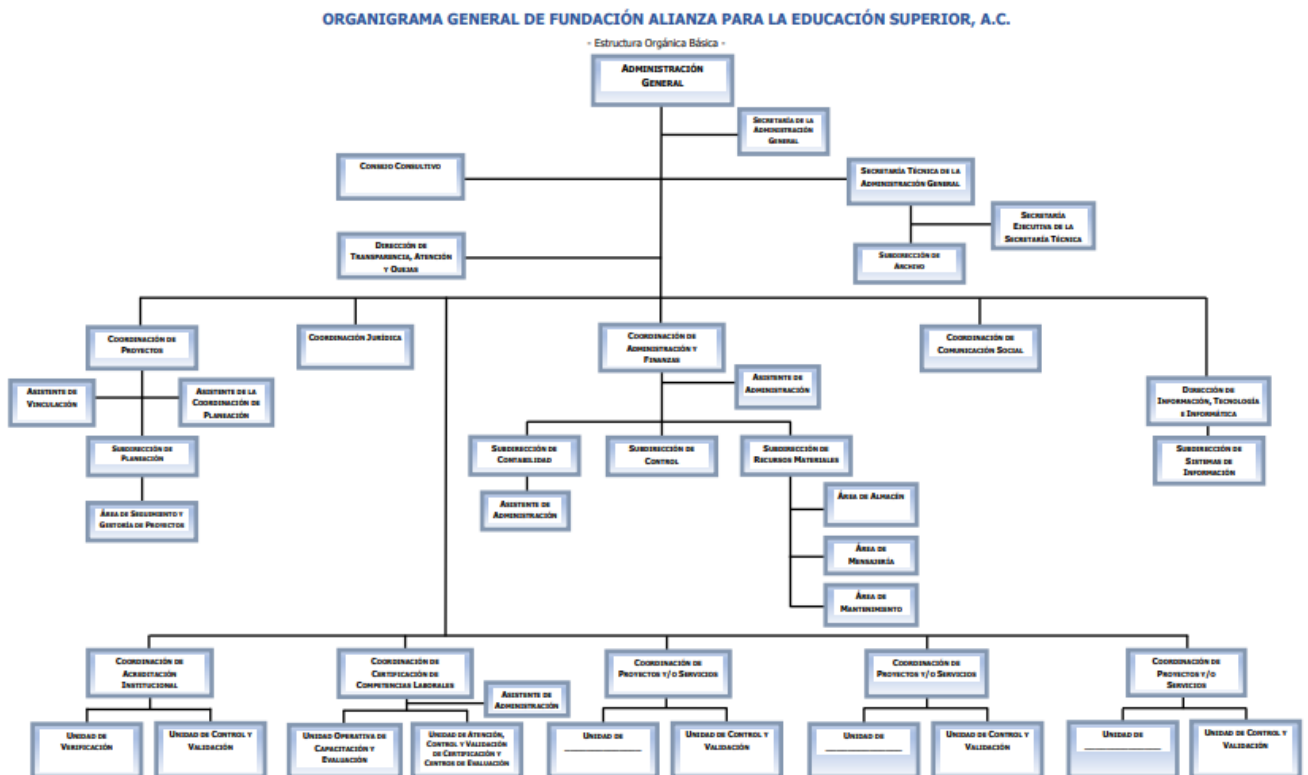 ORGANIGRAMA GENERAL DE FUNDACIÓN ALIANZA PARA LA EDUCACIÓN SUPERIOR, A.C.
- Estructura Orgánica Básica -
ADMINISTRACIÓN
GENERAL
SECRETARÍA DE LA
ADMINISTRACIÓN
GENERAL
CONSEJO CONSULTIVO
SECRETARÍA TÉCNICA DE LA
ADMINISTRACIÓN GENERAL
SECRETARÍA
EJECUTIVA DE LA
SECRETARÍA TÉCNICA
DIRECCIÓN DE
TRANSPARENCIA, ATENCIÓN
Y QUEJAS
SUBDIRECCIÓN DE
ARCHIVO
COORDINACIÓN DE
PROYECTOS
COORDINACIÓN JURÍDICA
COORDINACIÓN DE
ADMINISTRACIÓN Y
FINANZAS
COORDINACIÓN DE
COMUNICACIÓN SOCIAL
ASISTENTE DE
VINCULACIÓN
ASISTENTE DE LA
COORDINACIÓN DE
PLANEACIÓN
ASISTENTE DE
ADMINISTRACIÓN
DIRECCIÓN DE
INFORMACIÓN, TECNOLOGÍA
E INFORMÁTICA
SUBDIRECCIÓN DE
PLANEACIÓN
SUBDIRECCIÓN DE
CONTABILIDAD
SUBDIRECCIÓN DE
CONTROL
SUBDIRECCIÓN DE
RECURSOS MATERIALES
SUBDIRECCIÓN DE
SISTEMAS DE
INFORMACIÓN
ÁREA DE SEGUIMIENTO Y
GESTORÍA DE PROYECTOS
ASISTENTE DE
ADMINISTRACIÓN
ÁREA DE ALMACÉN
ÁREA DE
MENSAJERÍA
ÁREA DE
MANTENIMIENTO
COORDINACIÓN DE
ACREDITACIÓN
INSTITUCIONAL
COORDINACIÓN DE
CERTIFICACIÓN DE
COMPETENCIAS LABORALES
COORDINACIÓN DE
PROYECTOS Y/O SERVICIOS
COORDINACIÓN DE
PROYECTOS Y/O SERVICIOS
COORDINACIÓN DE
PROYECTOS Y/O
SERVICIOS
ASISTENTE DE
ADMINISTRACIÓN
UNIDAD DE
VERIFICACIÓN
UNIDAD DE CONTROL Y
VALIDACIÓN
UNIDAD OPERATIVA DE
CAPACITACIÓN Y
EVALUACIÓN
UNIDAD DE ATENCIÓN,
CONTROL Y VALIDACIÓN
DE CERTIFICACIÓN Y
CENTROS DE EVALUACIÓN
UNIDAD DE
______________
UNIDAD DE CONTROL Y
VALIDACIÓN
UNIDAD DE
______________
UNIDAD DE CONTROL Y
VALIDACIÓN
UNIDAD DE
______________
UNIDAD DE CONTROL Y
VALIDACIÓN